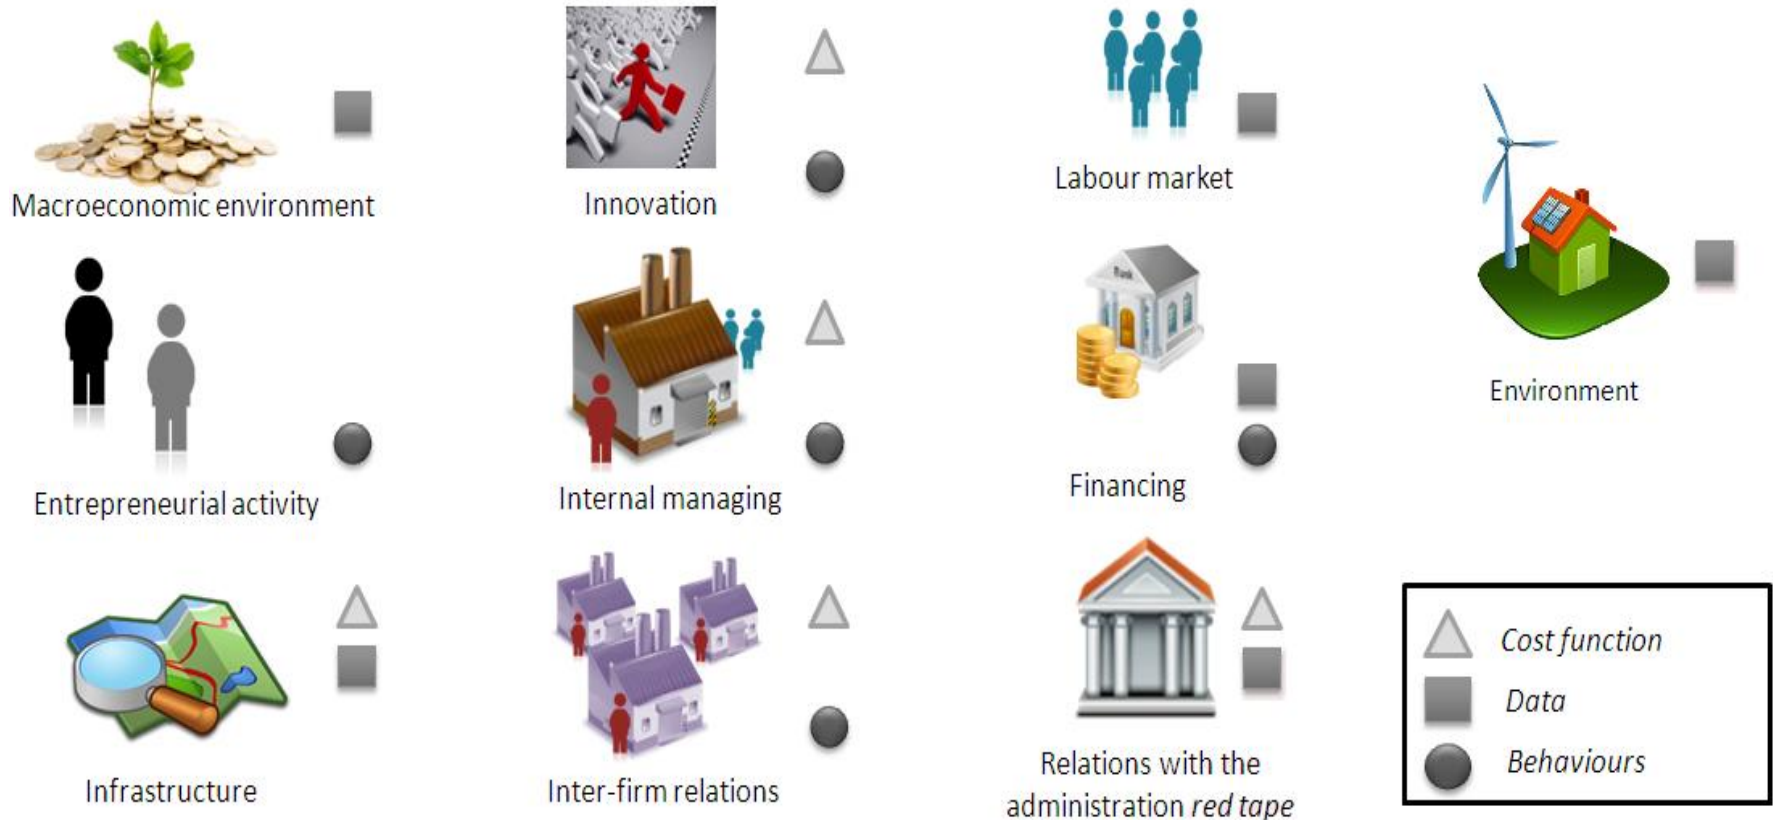 Macroeconomic environment
Innovation
Labour market
Bank
Environment
Entrepreneurial activity
Internal managing
Financing
Infrastructure
Inter-firm relations
Relations with the
administration red tape
Cost function
Data
Behaviours